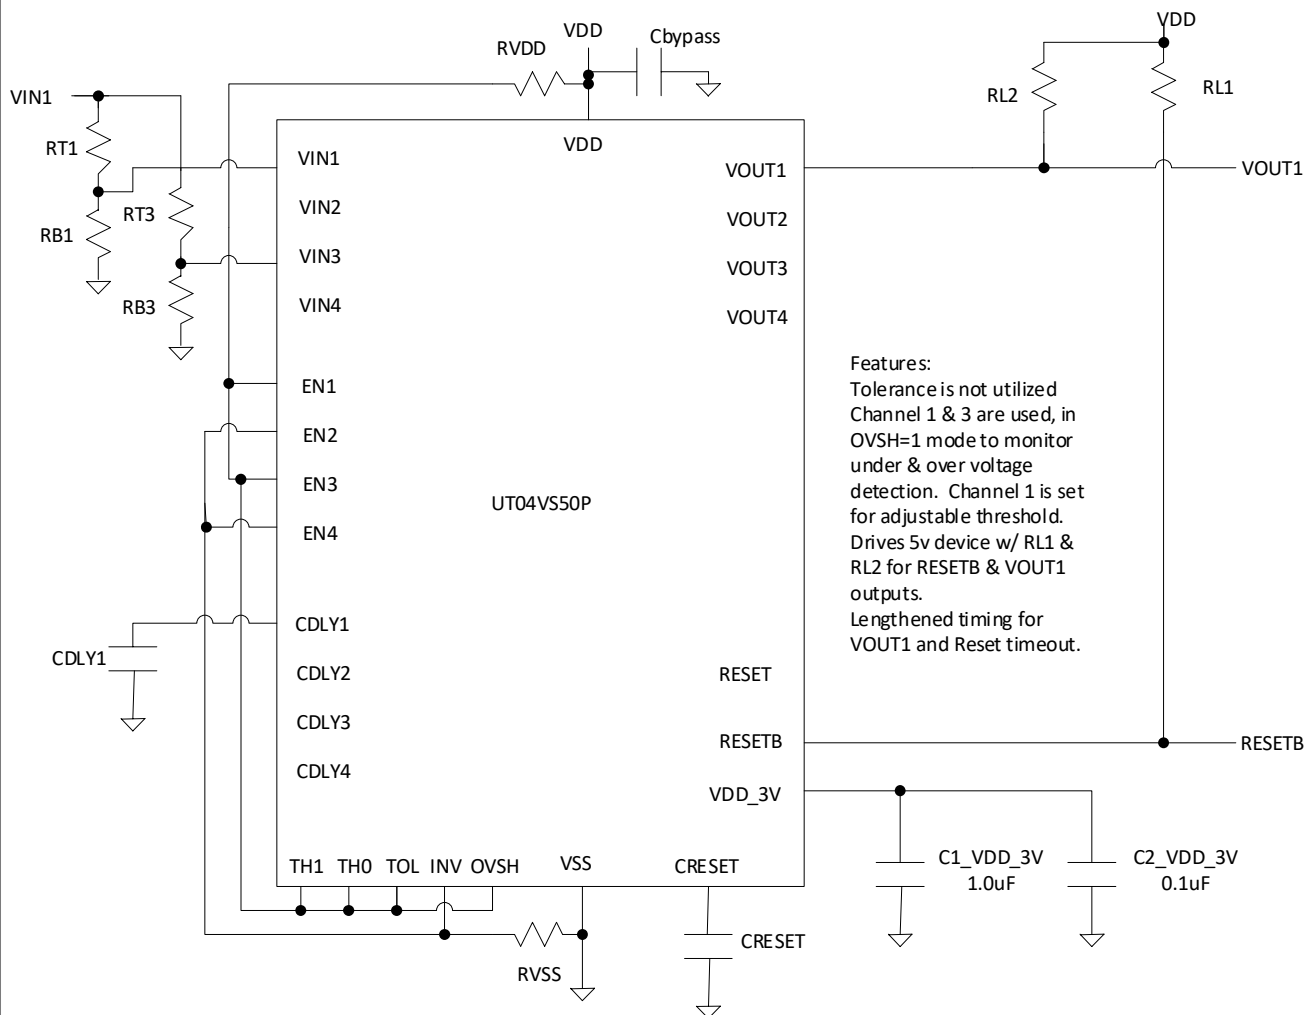 VDD
VDD
Cbypass
RVDD
RL2
RL1
VIN1
RT1
VIN1
VDD
VOUT1
VOUT1
RT3
VIN2
VOUT2
RB1
VIN3
VOUT3
RB3
VIN4
VOUT4
EN1
EN2
EN3
EN4
UT04VS50P
Features:
Tolerance is not utilized
Channel 1 & 3 are used, in
OVSH=1 mode to monitor
under & over voltage
detection. Channel 1 is set
for adjustable threshold.
Drives 5v device w/ RL1 &
RL2 for RESETB & VOUT1
outputs.
Lengthened timing for
VOUT1 and Reset timeout.
CDLY1
CDLY1
CDLY2
RESET
CDLY3
RESETB
RESETB
CDLY4
VDD_3V
TH1 TH0 TOL INV OVSH
VSS
CRESET
C1_VDD_3V
1.0uF
C2_VDD_3V
0.1uF
CRESET
RVSS